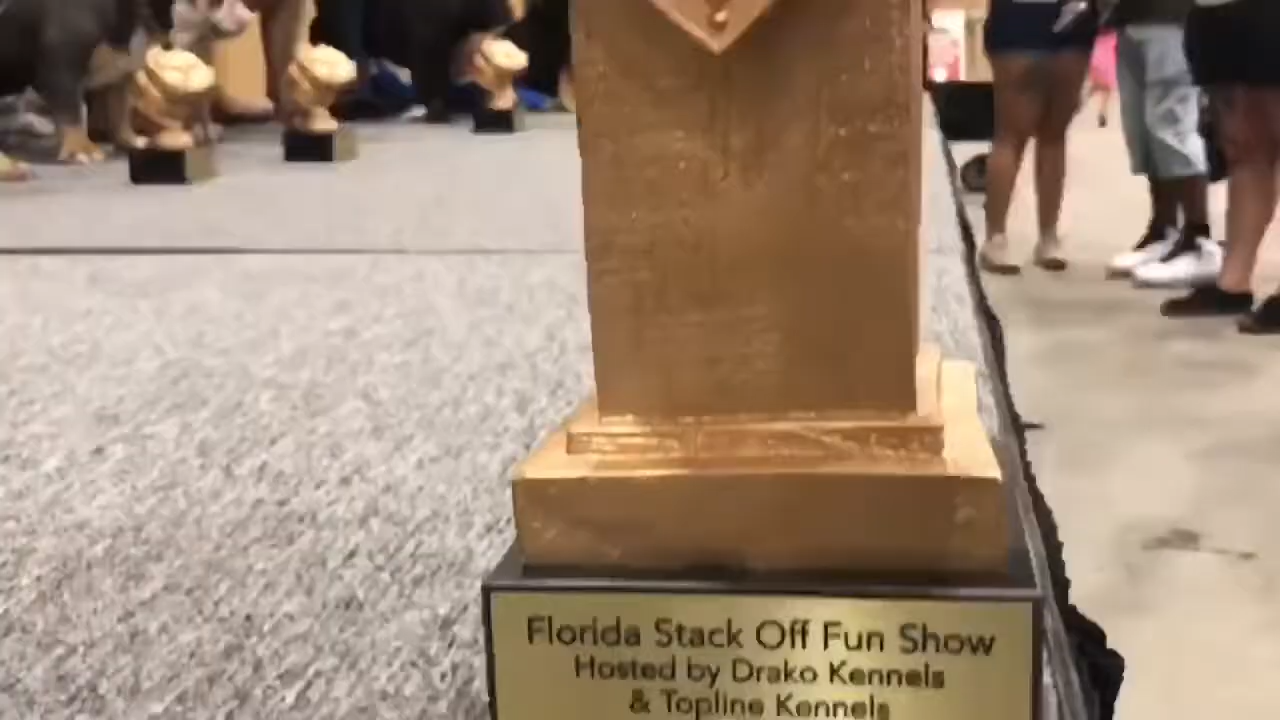 Florida Stack Off Fun Show
Hosted by Drako Kennels
& Topline Kennels